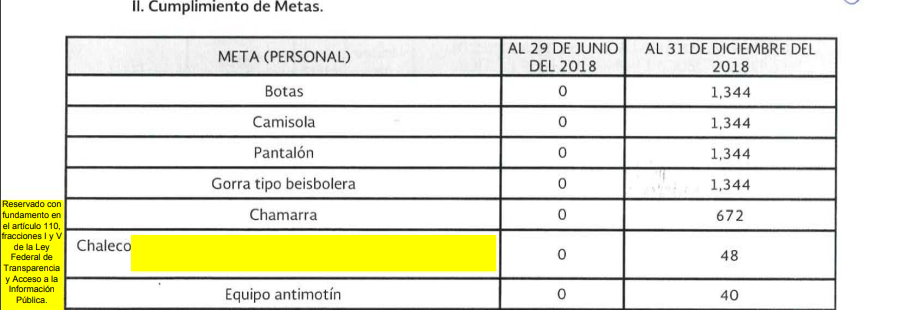 II. Cumplimiento de Metas.
META (PERSONAL) AL 29 DE JUNIO DEL 2018 AL 31 DE DICIEMBRE DEL 2018
Botas 0 1,344
Camisola 0 1,344
Pantalón 0 1,344
Gorra tipo beisbolera 0 1,344
Chamarra 0 672
Chaleco 0 48
Equipo antimotín 0 40
Reservado con
fundamento en
el artículo 110,
fracciones I y V
de la Ley
Federal de
Transparencia
y Acceso a la
Información
Pública.